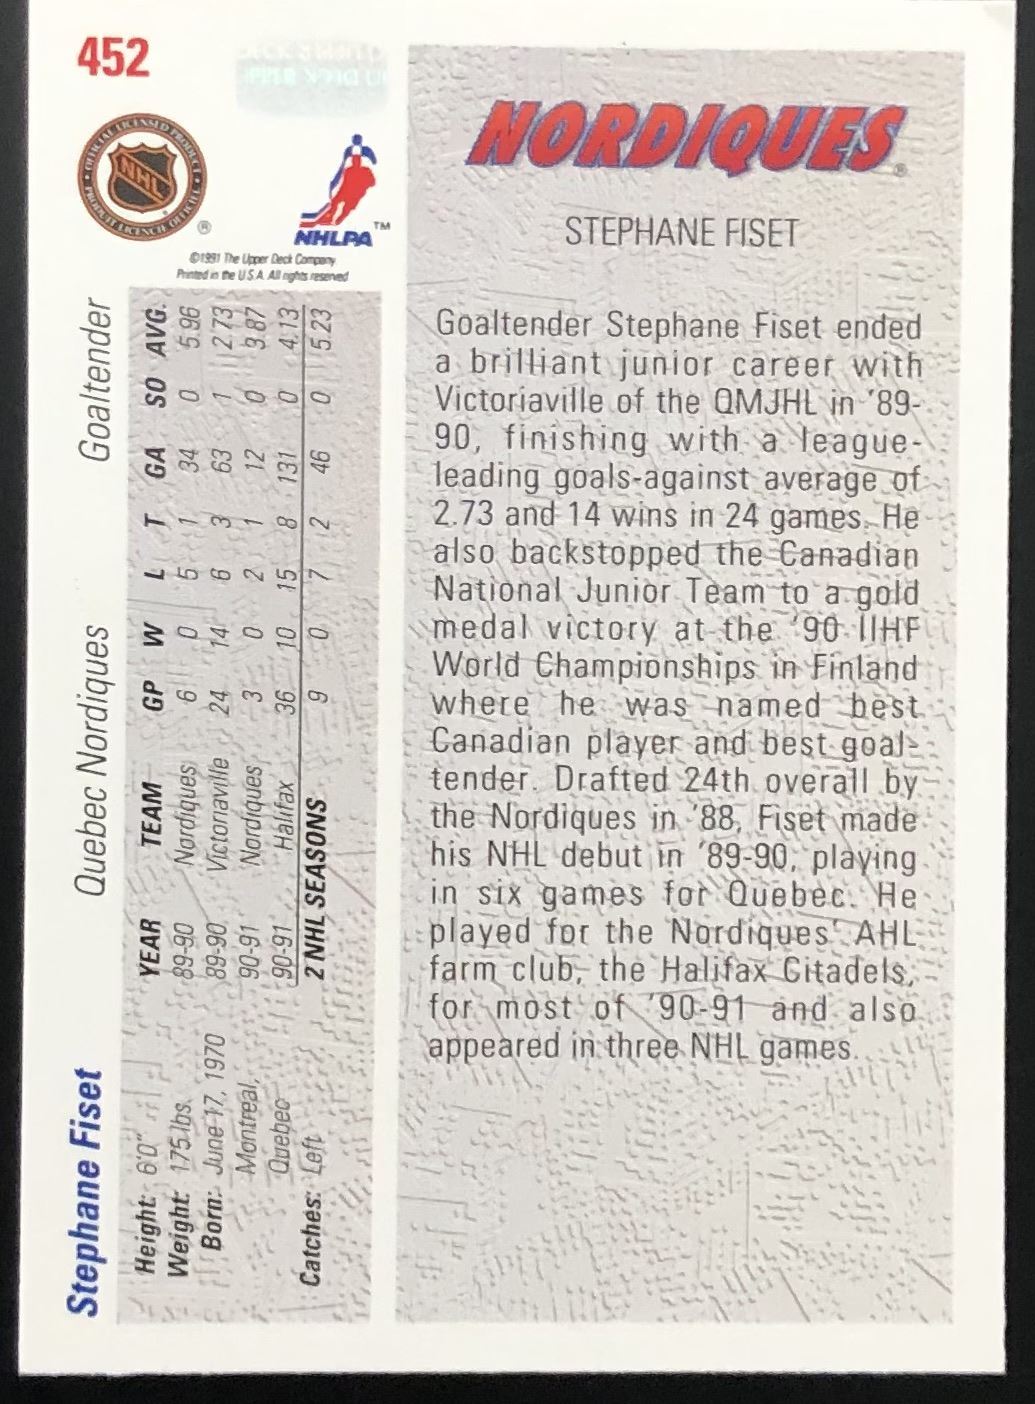 452
OFFICIAL LICENSED PRODUCT
NHL
PRODUIT LICENCIÉ OFFICIEL
®
NHLPA™
©1991 The Upper Deck Company
Printed in the U.S.A. All rights reserved
Stephane Fiset Quebec Nordiques Goaltender
Height: 6'0"
Weight: 175 lbs.
Born: June 17, 1970
Montreal,
Quebec
Catches: Left
YEAR TEAM GP W L T GA SO AVG.
89-90 Nordiques 6 0 5 1 34 0 5.96
89-90 Victoriaville 24 14 6 3 63 1 2.73
90-91 Nordiques 3 0 2 1 12 0 3.87
90-91 Halifax 36 10 15 8 131 0 4.13
2 NHL SEASONS 9 0 7 2 46 0 5.23
NORDIQUES®
STEPHANE FISET
Goaltender Stephane Fiset ended
a brilliant junior career with
Victoriaville of the QMJHL in '89-
90, finishing with a league-
leading goals-against average of
2.73 and 14 wins in 24 games. He
also backstopped the Canadian
National Junior Team to a gold
medal victory at the '90 IIHF
World Championships in Finland
where he was named best
Canadian player and best goal-
tender. Drafted 24th overall by
the Nordiques in '88, Fiset made
his NHL debut in '89-90, playing
in six games for Quebec. He
played for the Nordiques' AHL
farm club, the Halifax Citadels,
for most of '90-91 and also
appeared in three NHL games.